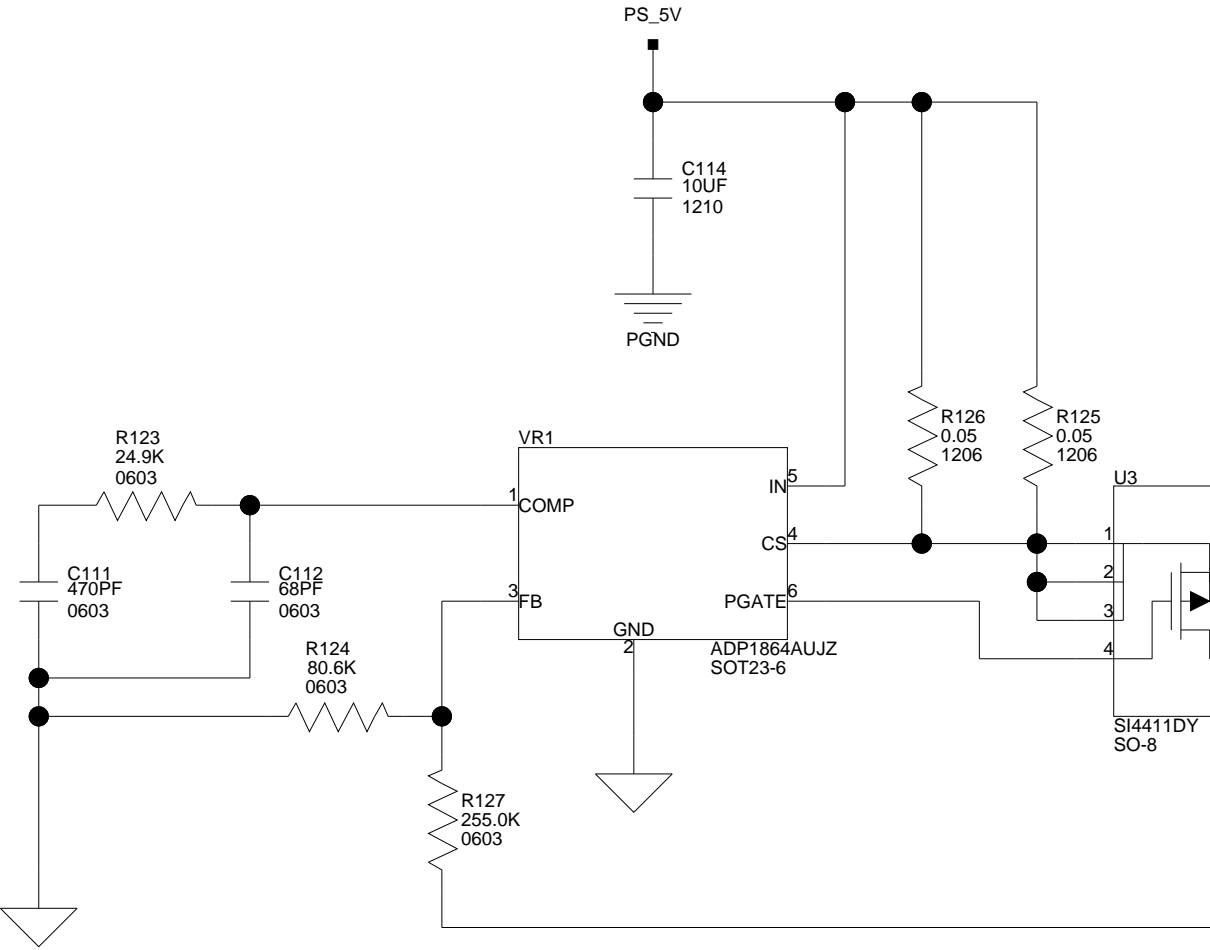 PS_5V
C114
10UF
1210
PGND
R126
0.05
1206
R125
0.05
1206
R123
24.9K
0603
VR1
U3
5
IN
1
COMP
4
CS
1
C111
470PF
0603
C112
68PF
0603
2
3
FB
6
PGATE
3
GND
2
4
ADP1864AUJZ
SOT23-6
R124
80.6K
0603
SI4411DY
SO-8
R127
255.0K
0603